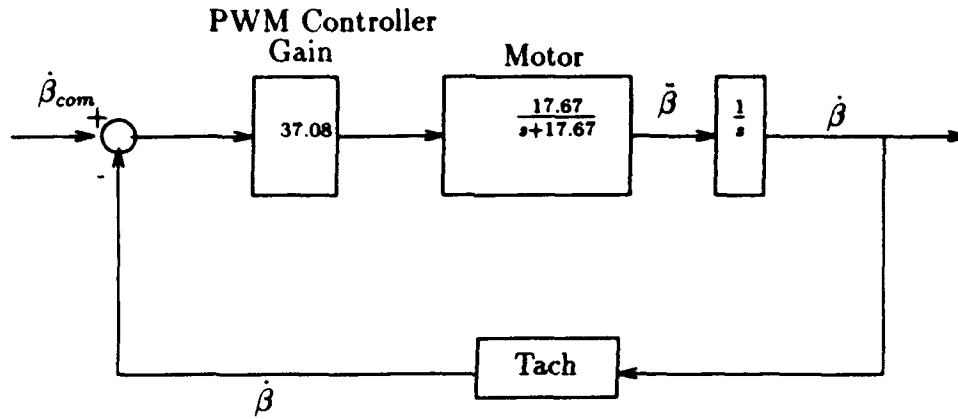 PWM Controller
Gain
Motor
β̇com
+
-
37.08
17.67
s+17.67
β̈
1
s
β̇
Tach
β̇